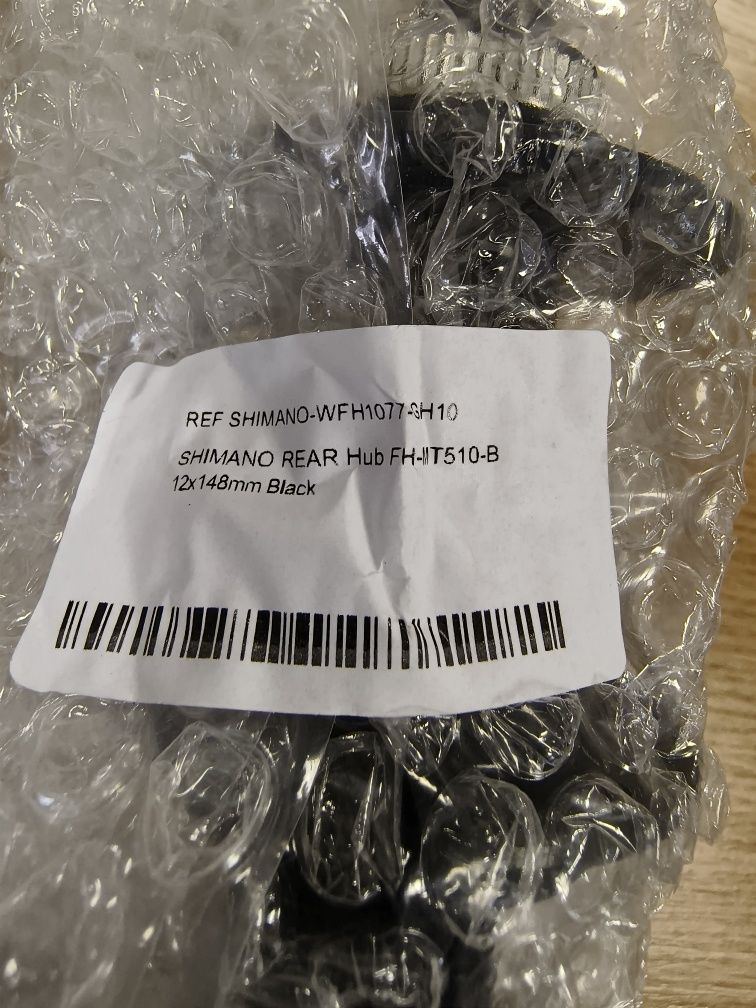 REF SHIMANO-WFH1077-SH10
SHIMANO REAR Hub FH-MT510-B
12x148mm Black